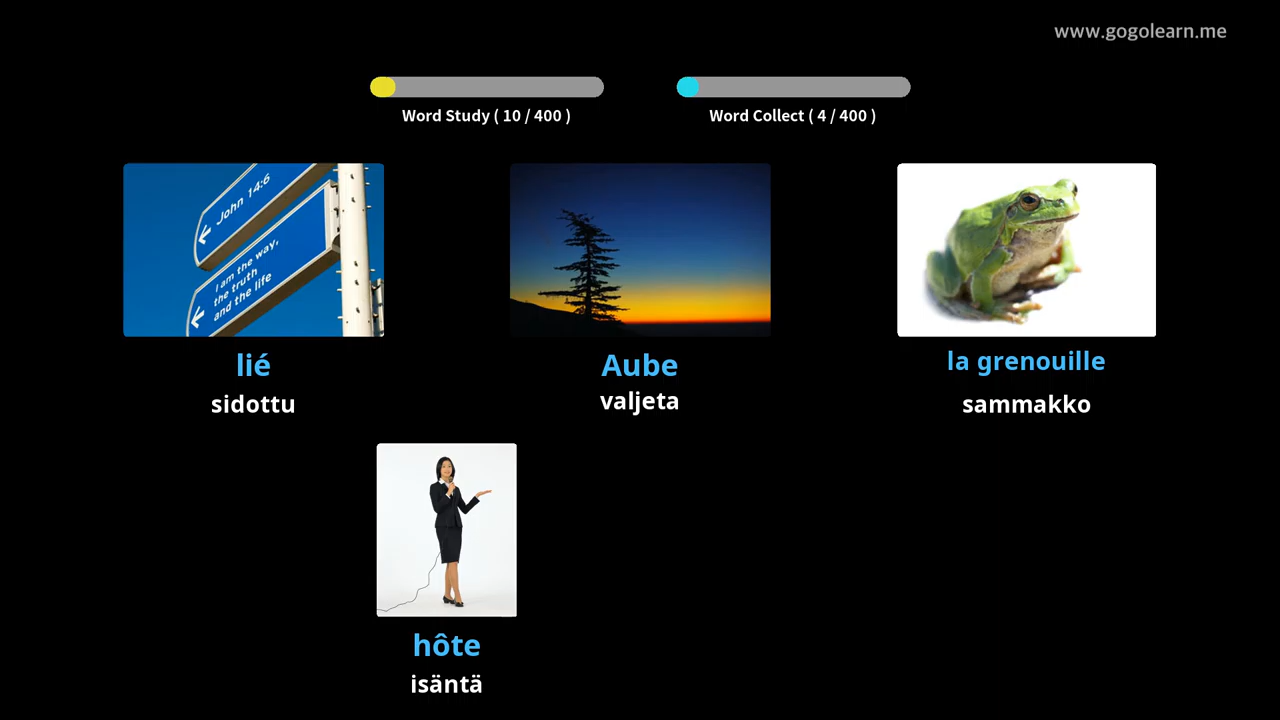 www.gogolearn.me
Word Study ( 10 / 400 )
Word Collect ( 4 / 400 )
John 14:6
I am the way,
the truth
and the life
lié
sidottu
Aube
valjeta
la grenouille
sammakko
hôte
isäntä